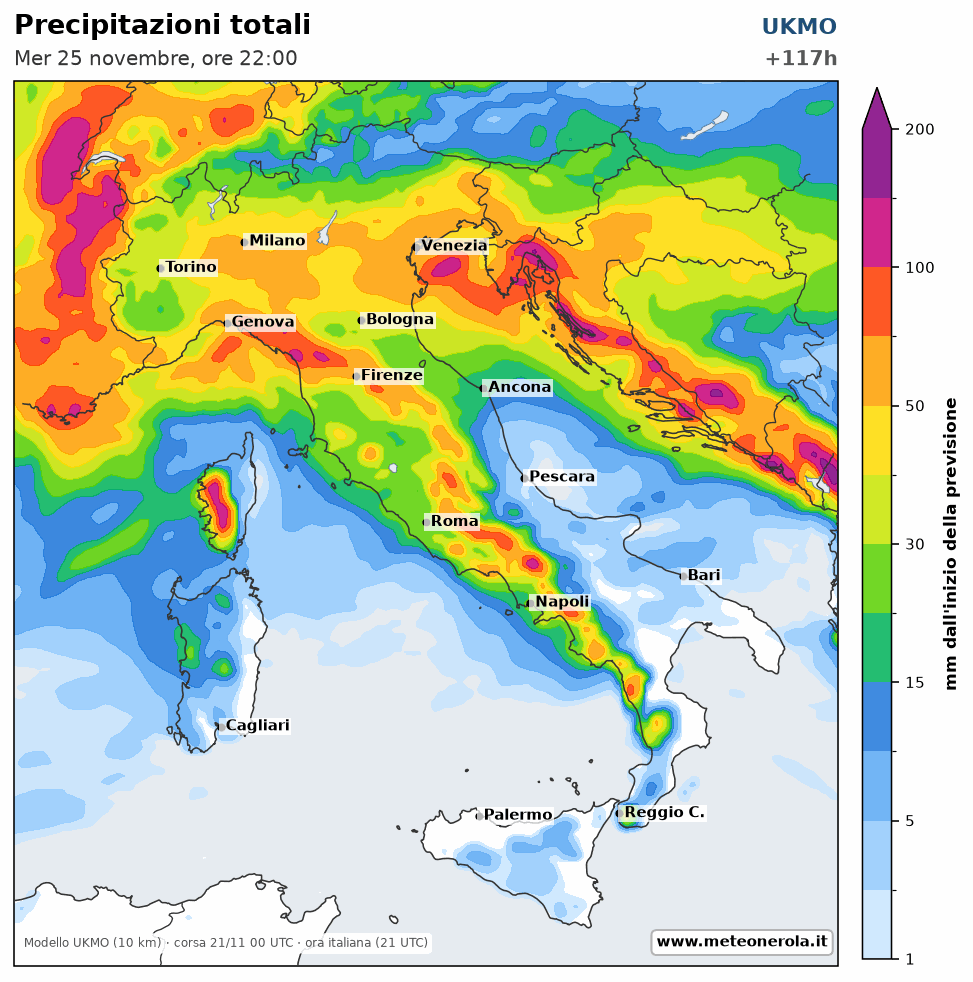 Precipitazioni totali
UKMO
Mer 25 novembre, ore 22:00
+117h
Milano
Venezia
Torino
Genova
Bologna
Firenze
Ancona
Pescara
Roma
Bari
Napoli
Cagliari
Palermo
Reggio C.
200
100
50
30
15
5
1
mm dall'inizio della previsione
Modello UKMO (10 km) · corsa 21/11 00 UTC · ora italiana (21 UTC)
www.meteonerola.it